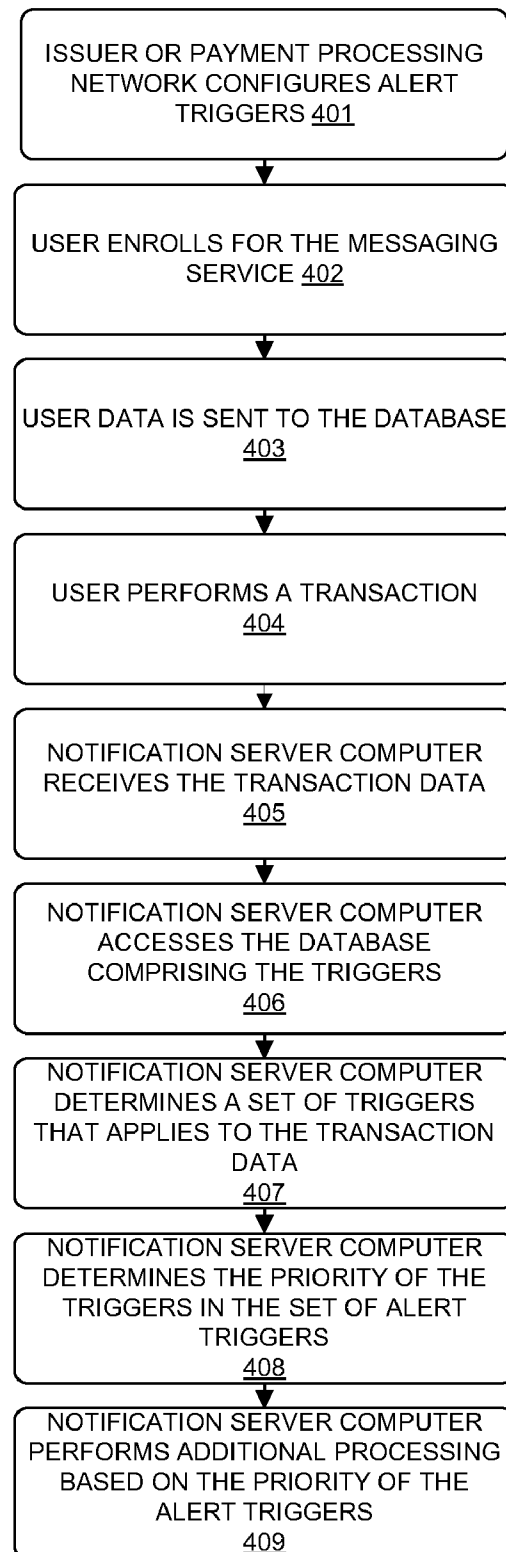 ISSUER OR PAYMENT PROCESSING
NETWORK CONFIGURES ALERT
TRIGGERS 401
USER ENROLLS FOR THE MESSAGING
SERVICE 402
USER DATA IS SENT TO THE DATABASE
403
USER PERFORMS A TRANSACTION
404
NOTIFICATION SERVER COMPUTER
RECEIVES THE TRANSACTION DATA
405
NOTIFICATION SERVER COMPUTER
ACCESSES THE DATABASE
COMPRISING THE TRIGGERS
406
NOTIFICATION SERVER COMPUTER
DETERMINES A SET OF TRIGGERS
THAT APPLIES TO THE TRANSACTION
DATA
407
NOTIFICATION SERVER COMPUTER
DETERMINES THE PRIORITY OF THE
TRIGGERS IN THE SET OF ALERT
TRIGGERS
408
NOTIFICATION SERVER COMPUTER
PERFORMS ADDITIONAL PROCESSING
BASED ON THE PRIORITY OF THE
ALERT TRIGGERS
409